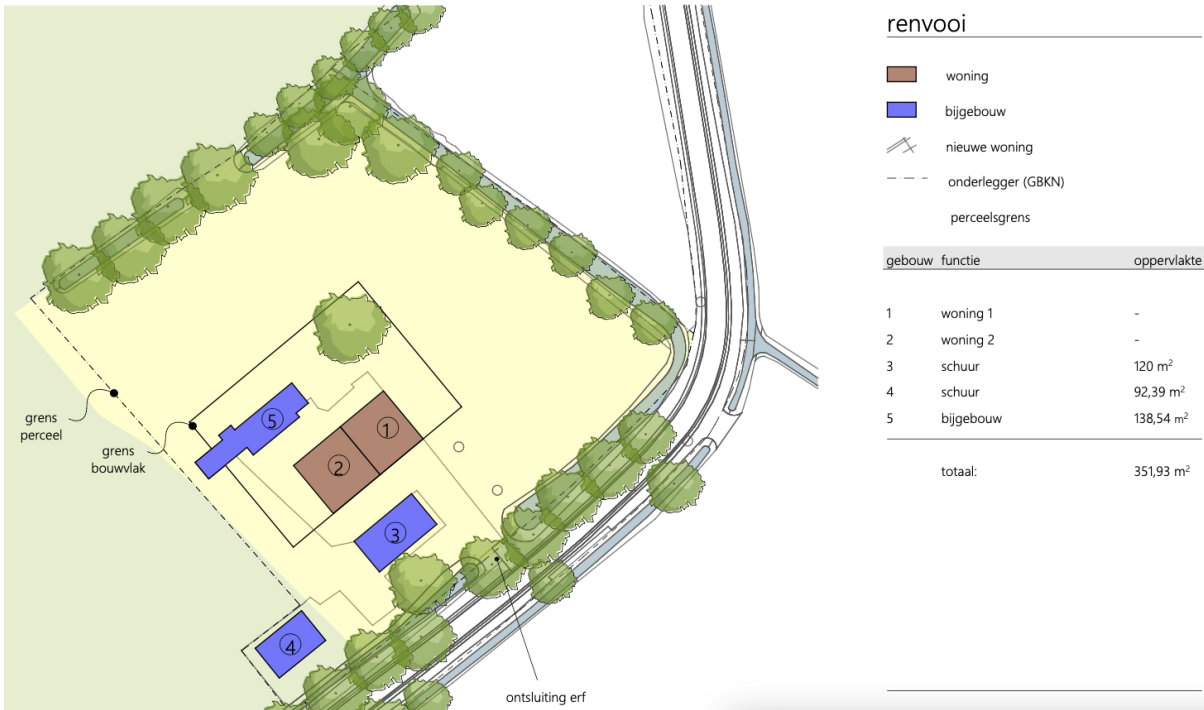 renvooi
woning
bijgebouw
nieuwe woning
onderlegger (GBKN)
perceelsgrens
gebouw functie oppervlakte
1 woning 1 -
2 woning 2 -
3 schuur 120 m²
4 schuur 92,39 m²
5 bijgebouw 138,54 m²
totaal: 351,93 m²
grens
perceel
grens
bouwvlak
5
1
2
3
4
ontsluiting erf